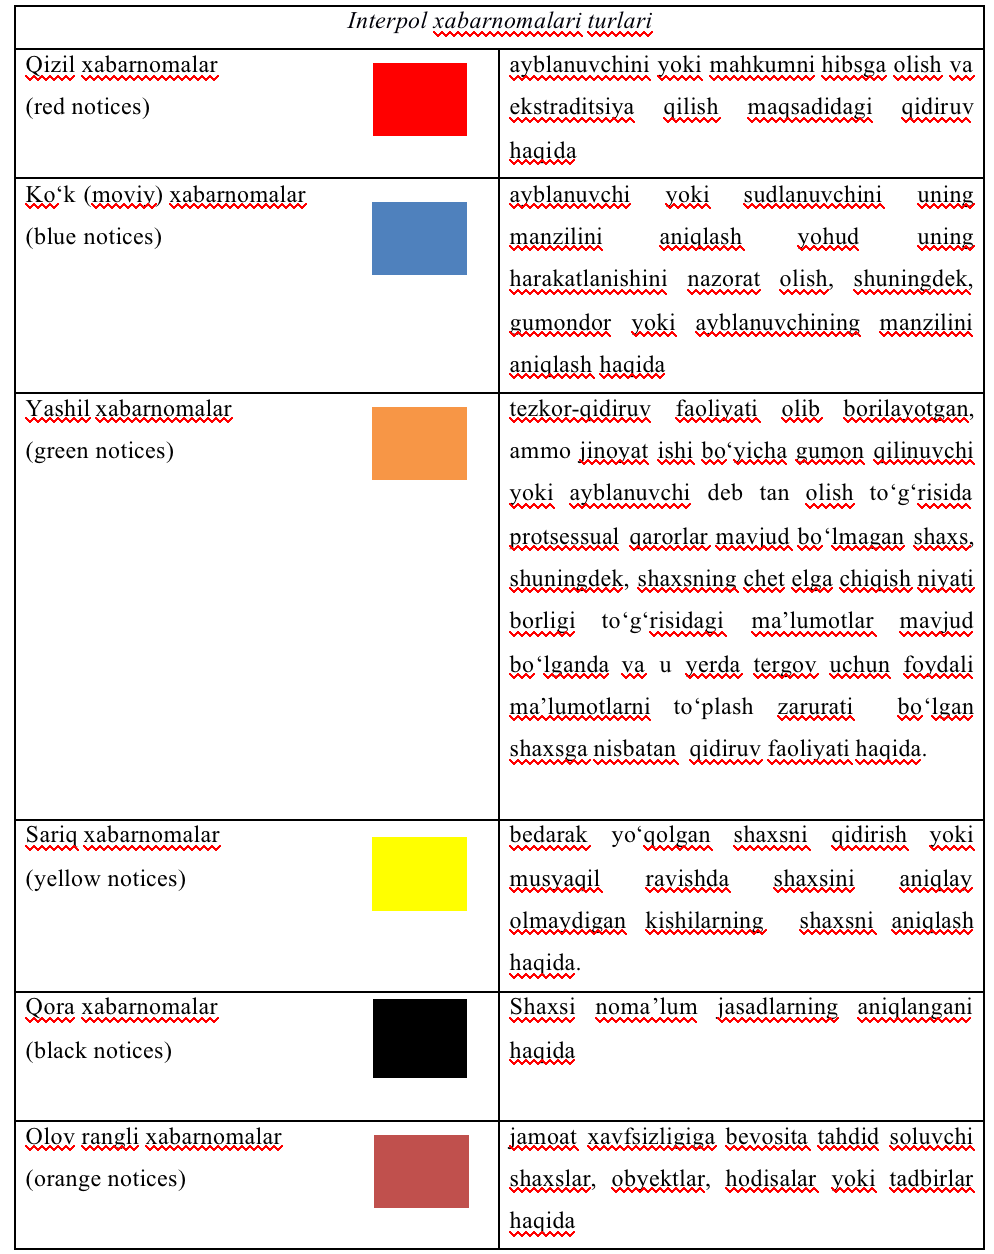 Interpol xabarnomalari turlari
Qizil xabarnomalar
(red notices)
ayblanuvchini yoki mahkumni hibsga olish va
ekstraditsiya qilish maqsadidagi qidiruv
haqida
Ko‘k (moviy) xabarnomalar
(blue notices)
ayblanuvchi yoki sudlanuvchini uning
manzilini aniqlash yohud uning
harakatlanishini nazorat olish, shuningdek,
gumondor yoki ayblanuvchining manzilini
aniqlash haqida
Yashil xabarnomalar
(green notices)
tezkor-qidiruv faoliyati olib borilayotgan,
ammo jinoyat ishi bo‘yicha gumon qilinuvchi
yoki ayblanuvchi deb tan olish to‘g‘risida
protsessual qarorlar mavjud bo‘lmagan shaxs,
shuningdek, shaxsning chet elga chiqish niyati
borligi to‘g‘risidagi ma’lumotlar mavjud
bo‘lganda va u yerda tergov uchun foydali
ma’lumotlarni to‘plash zarurati bo‘lgan
shaxsga nisbatan qidiruv faoliyati haqida.
Sariq xabarnomalar
(yellow notices)
bedarak yo‘qolgan shaxsni qidirish yoki
musyaqil ravishda shaxsini aniqlay
olmaydigan kishilarning shaxsni aniqlash
haqida.
Qora xabarnomalar
(black notices)
Shaxsi noma’lum jasadlarning aniqlangani
haqida
Olov rangli xabarnomalar
(orange notices)
jamoat xavfsizligiga bevosita tahdid soluvchi
shaxslar, obyektlar, hodisalar yoki tadbirlar
haqida